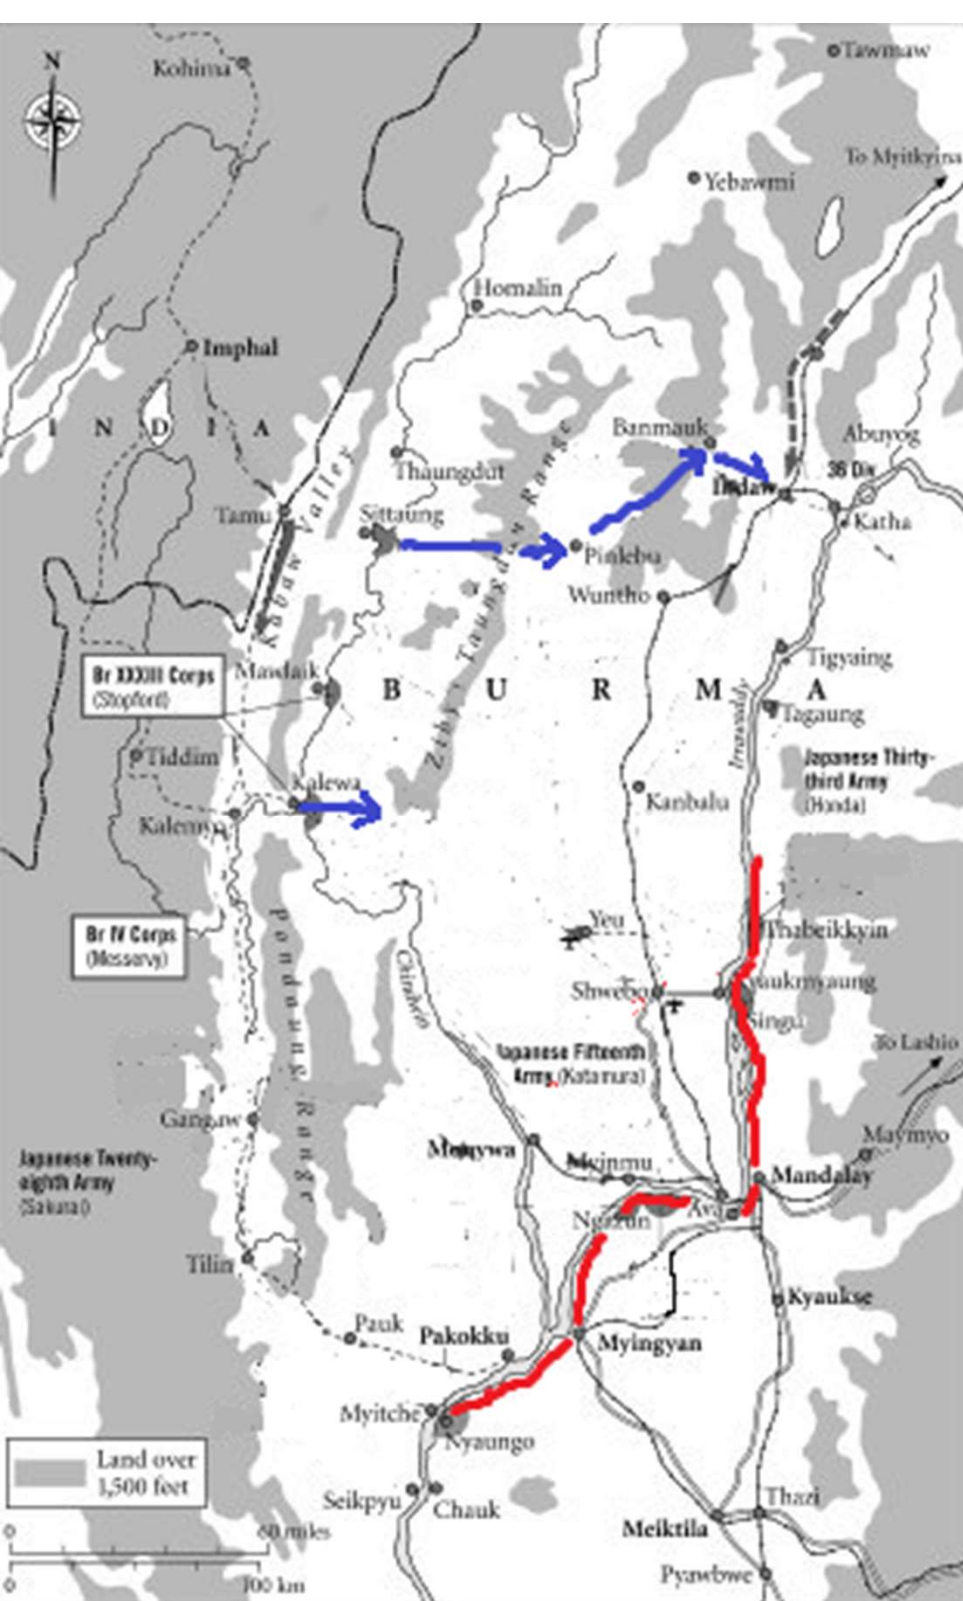 N
Kohima
Tawmaw
To Myitkyina
Yebawmi
Homalin
Imphal
I N D I A
Banmauk
Abuyog
Thaungdut
36 Div
Indaw
Tamu
Sittaung
Katha
Kabaw Valley
Pinlebu
Zibyu Taungdan Range
Wuntho
Tigyaing
Br XXXIII Corps
(Stopford)
Mawlaik
B U R M A
Tagaung
Irrawaddy
Tiddim
Japanese Thirty-
third Army
(Honda)
Kalewa
Kanbalu
Kalemyo
Br IV Corps
(Messervy)
Pondaung Range
Yeu
Thabeikkyin
Chindwin
Shwebo
yaukmyaung
Singu
Japanese Fifteenth
Army (Katamura)
To Lashio
Gangaw
Monywa
Maymyo
Japanese Twenty-
eighth Army
(Sakurai)
Myinmu
Mandalay
Ngazun
Ava
Tilin
Kyaukse
Pauk
Pakokku
Myingyan
Myitche
Nyaungo
Land over
1,500 feet
Seikpyu
Chauk
Thazi
Meiktila
0
60 miles
Pyawbwe
0
100 km